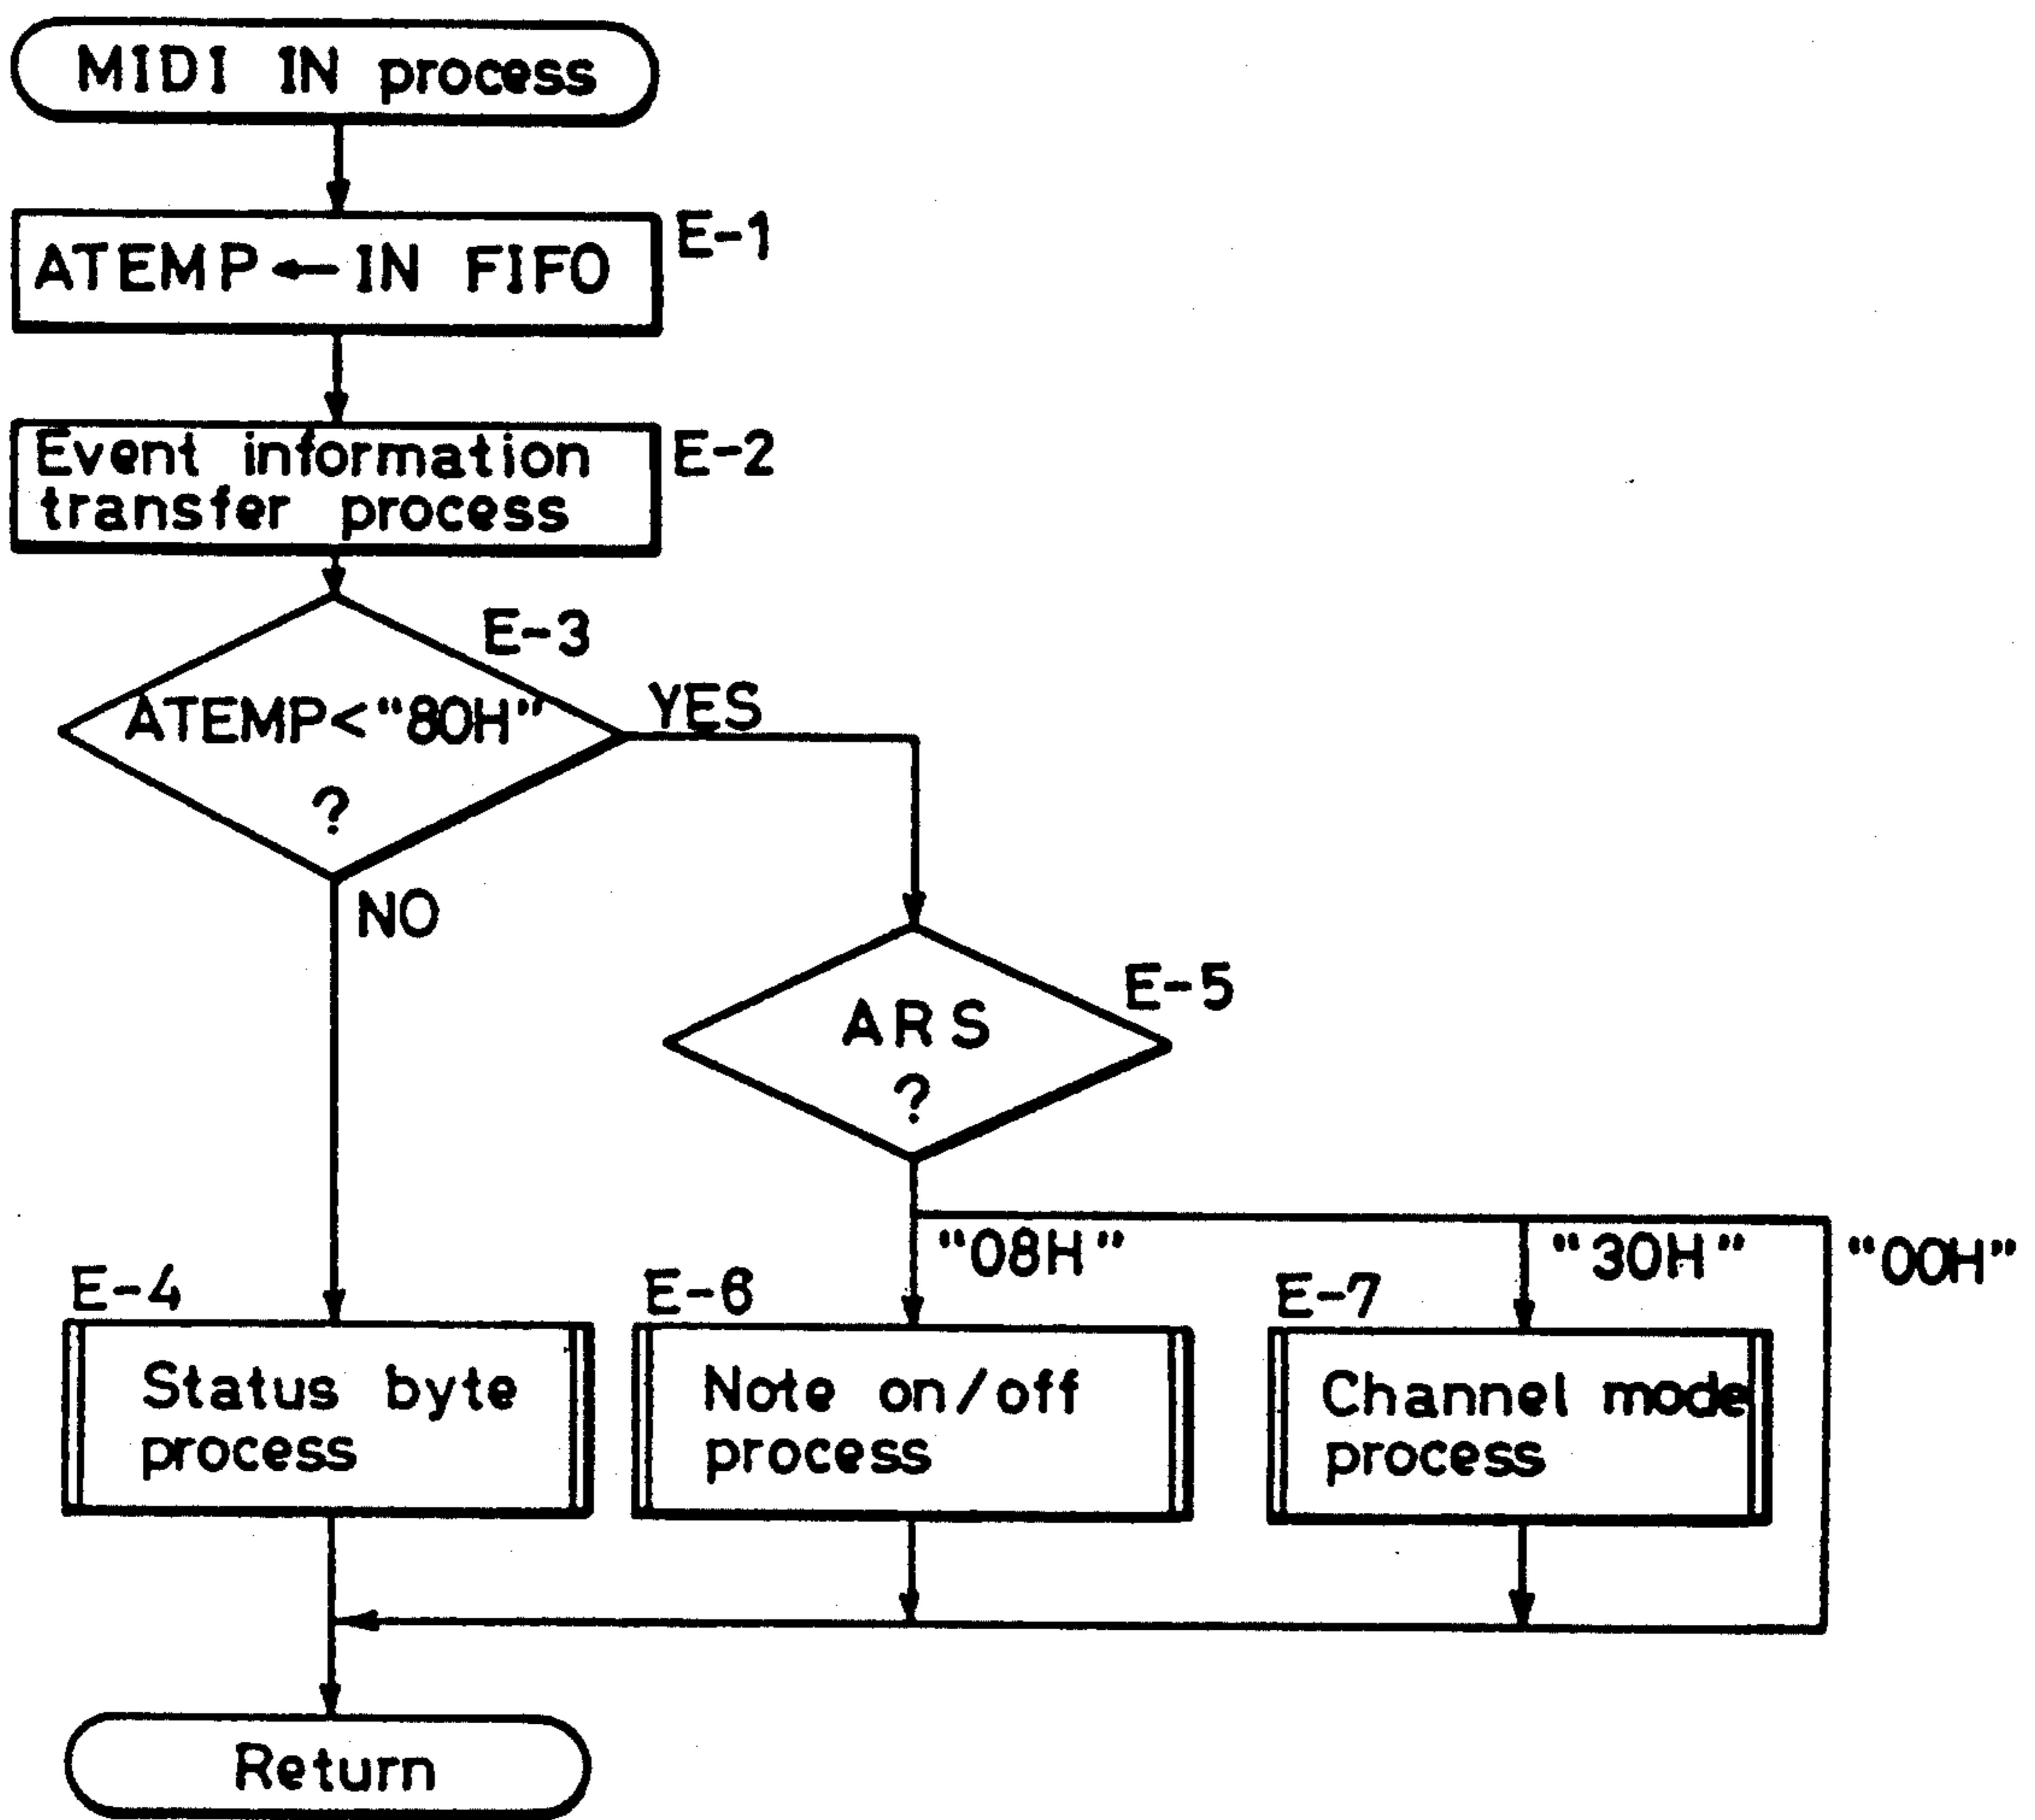 MIDI IN process
ATEMP←IN FIFO
E-1
Event information
transfer process
E-2
E-3
ATEMP<"80H"
?
YES
NO
E-5
ARS
?
"08H"
"30H"
"00H"
E-4
Status byte
process
E-6
Note on/off
process
E-7
Channel mode
process
Return